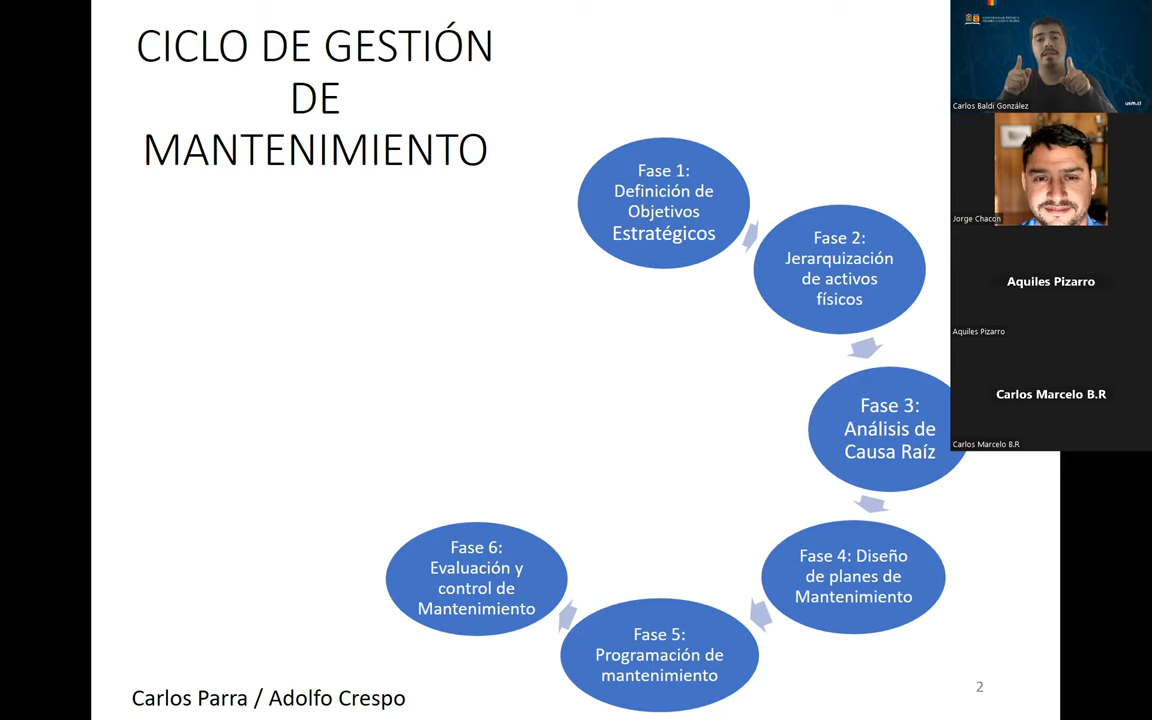 CICLO DE GESTIÓN
DE
MANTENIMIENTO
Fase 1:
Definición de
Objetivos
Estratégicos
Fase 2:
Jerarquización
de activos
físicos
Fase 3:
Análisis de
Causa Raíz
Fase 4: Diseño
de planes de
Mantenimiento
Fase 5:
Programación de
mantenimiento
Fase 6:
Evaluación y
control de
Mantenimiento
Carlos Parra / Adolfo Crespo
2
usm.cl
Carlos Baldi González
Jorge Chacon
Aquiles Pizarro
Aquiles Pizarro
Carlos Marcelo B.R
Carlos Marcelo B.R